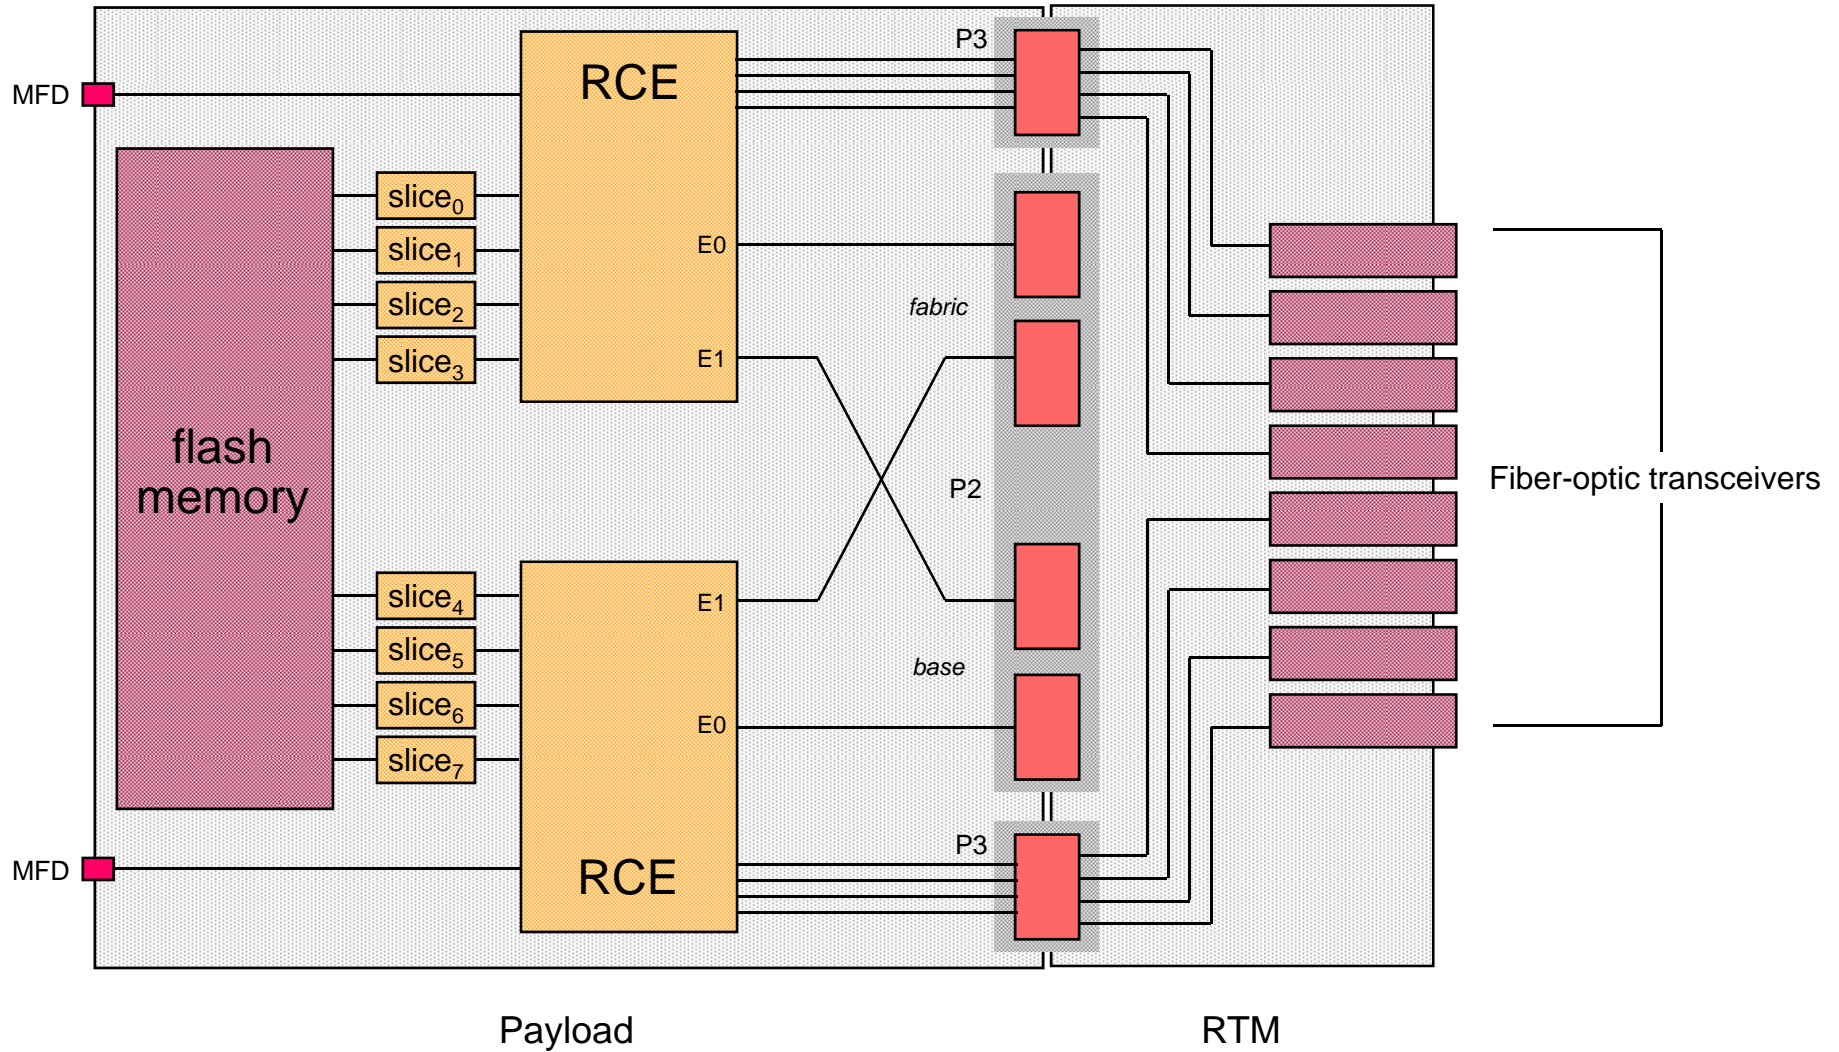 P3
RCE
MFD
slice0
slice1
E0
slice2
fabric
slice3
E1
flash
memory
P2
Fiber-optic transceivers
slice4
E1
slice5
base
slice6
E0
slice7
P3
MFD
RCE
Payload
RTM